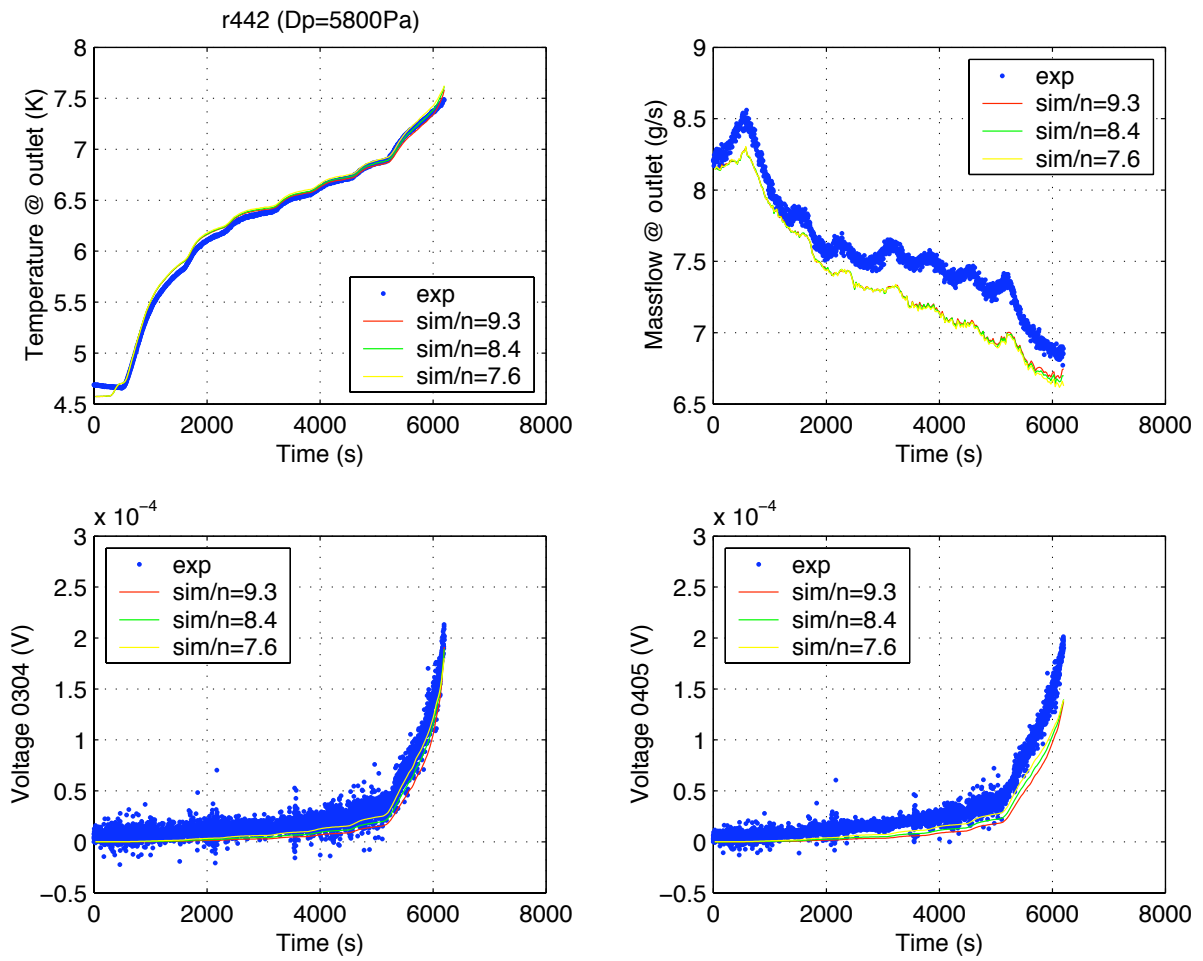 r442 (Dp=5800Pa)
Temperature @ outlet (K)
8
7.5
7
6.5
6
5.5
5
4.5
exp
sim/n=9.3
sim/n=8.4
sim/n=7.6
0
2000
4000
6000
8000
Time (s)
Massflow @ outlet (g/s)
9
8.5
8
7.5
7
6.5
exp
sim/n=9.3
sim/n=8.4
sim/n=7.6
0
2000
4000
6000
8000
Time (s)
x 10−4
Voltage 0304 (V)
3
2.5
2
1.5
1
0.5
0
−0.5
exp
sim/n=9.3
sim/n=8.4
sim/n=7.6
0
2000
4000
6000
8000
Time (s)
x 10−4
Voltage 0405 (V)
3
2.5
2
1.5
1
0.5
0
−0.5
exp
sim/n=9.3
sim/n=8.4
sim/n=7.6
0
2000
4000
6000
8000
Time (s)